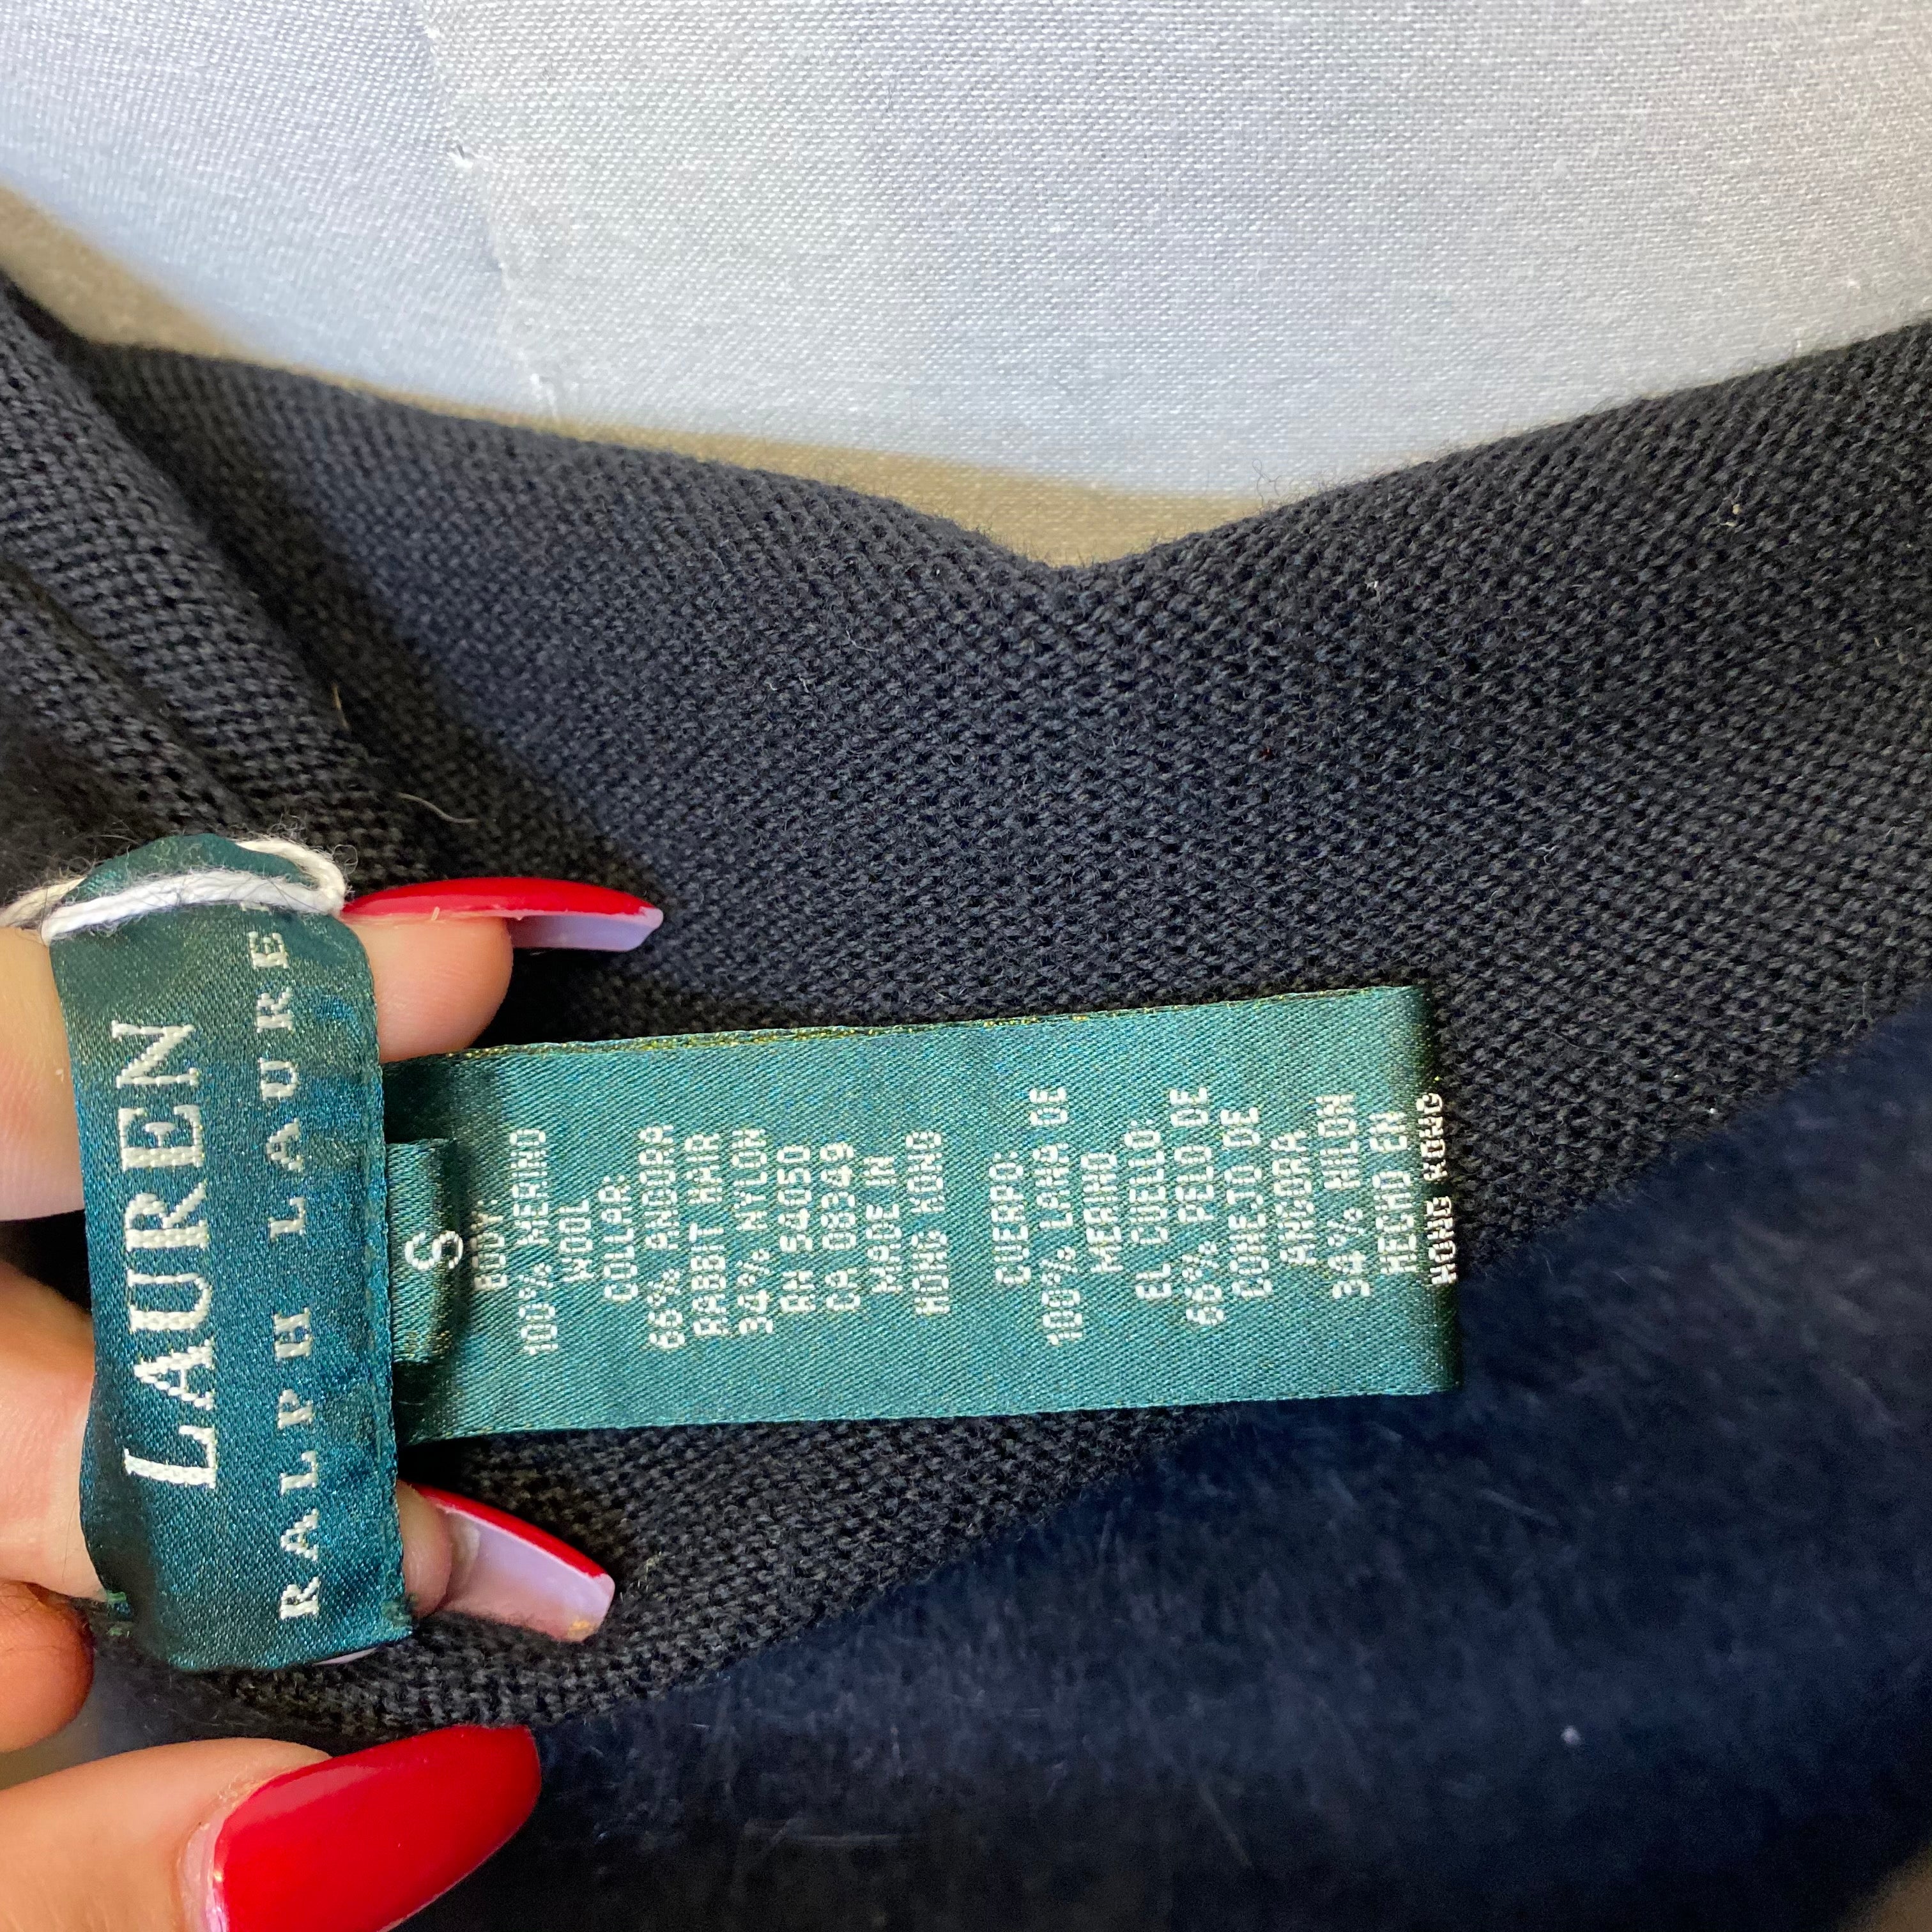 LAUREN
RALPH LAUREN
S
BODY:
100% MERINO
WOOL
COLLAR:
66% ANGORA
RABBIT HAIR
34% NYLON
RN 54050
CA 08349
MADE IN
HONG KONG
CUERPO:
100% LANA DE
MERINO
EL CUELLO:
66% PELO DE
CONEJO DE
ANGORA
34% NILON
HECHO EN
HONG KONG